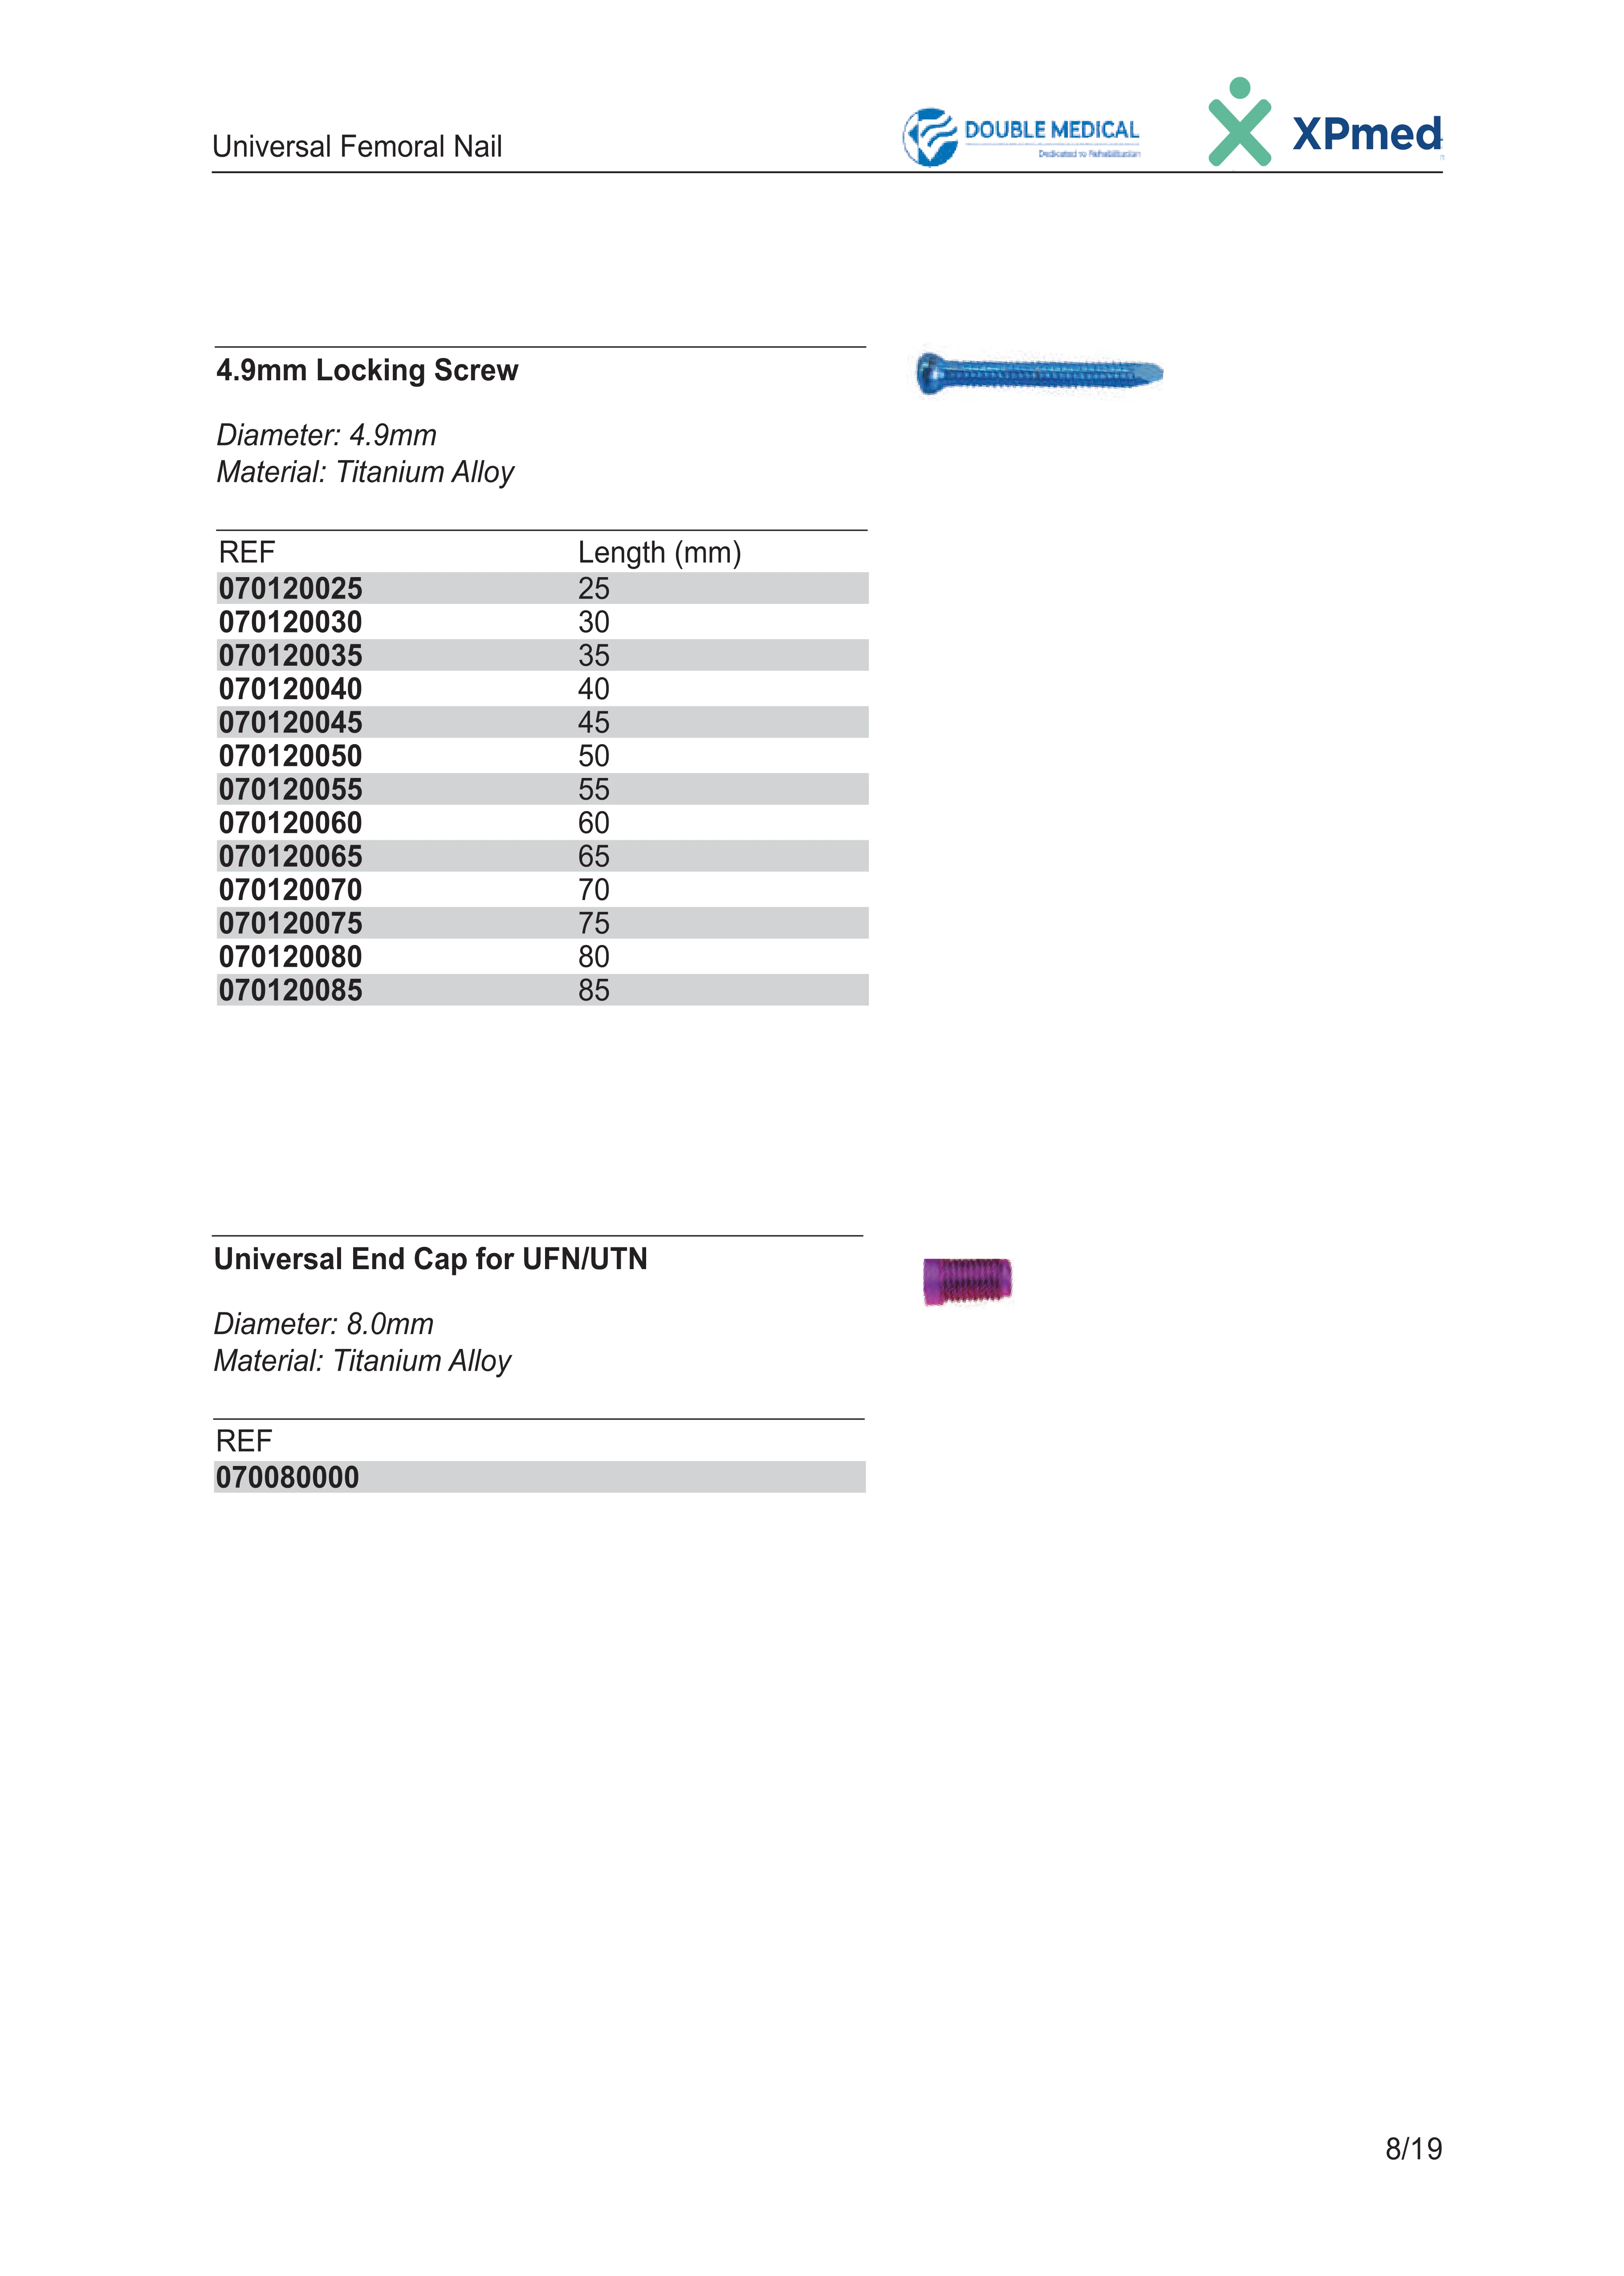 Universal Femoral Nail
DOUBLE MEDICAL
Dedicated to Rehabilitation
XPmed
4.9mm Locking Screw
Diameter: 4.9mm
Material: Titanium Alloy
REF Length (mm)
070120025 25
070120030 30
070120035 35
070120040 40
070120045 45
070120050 50
070120055 55
070120060 60
070120065 65
070120070 70
070120075 75
070120080 80
070120085 85
Universal End Cap for UFN/UTN
Diameter: 8.0mm
Material: Titanium Alloy
REF
070080000
8/19